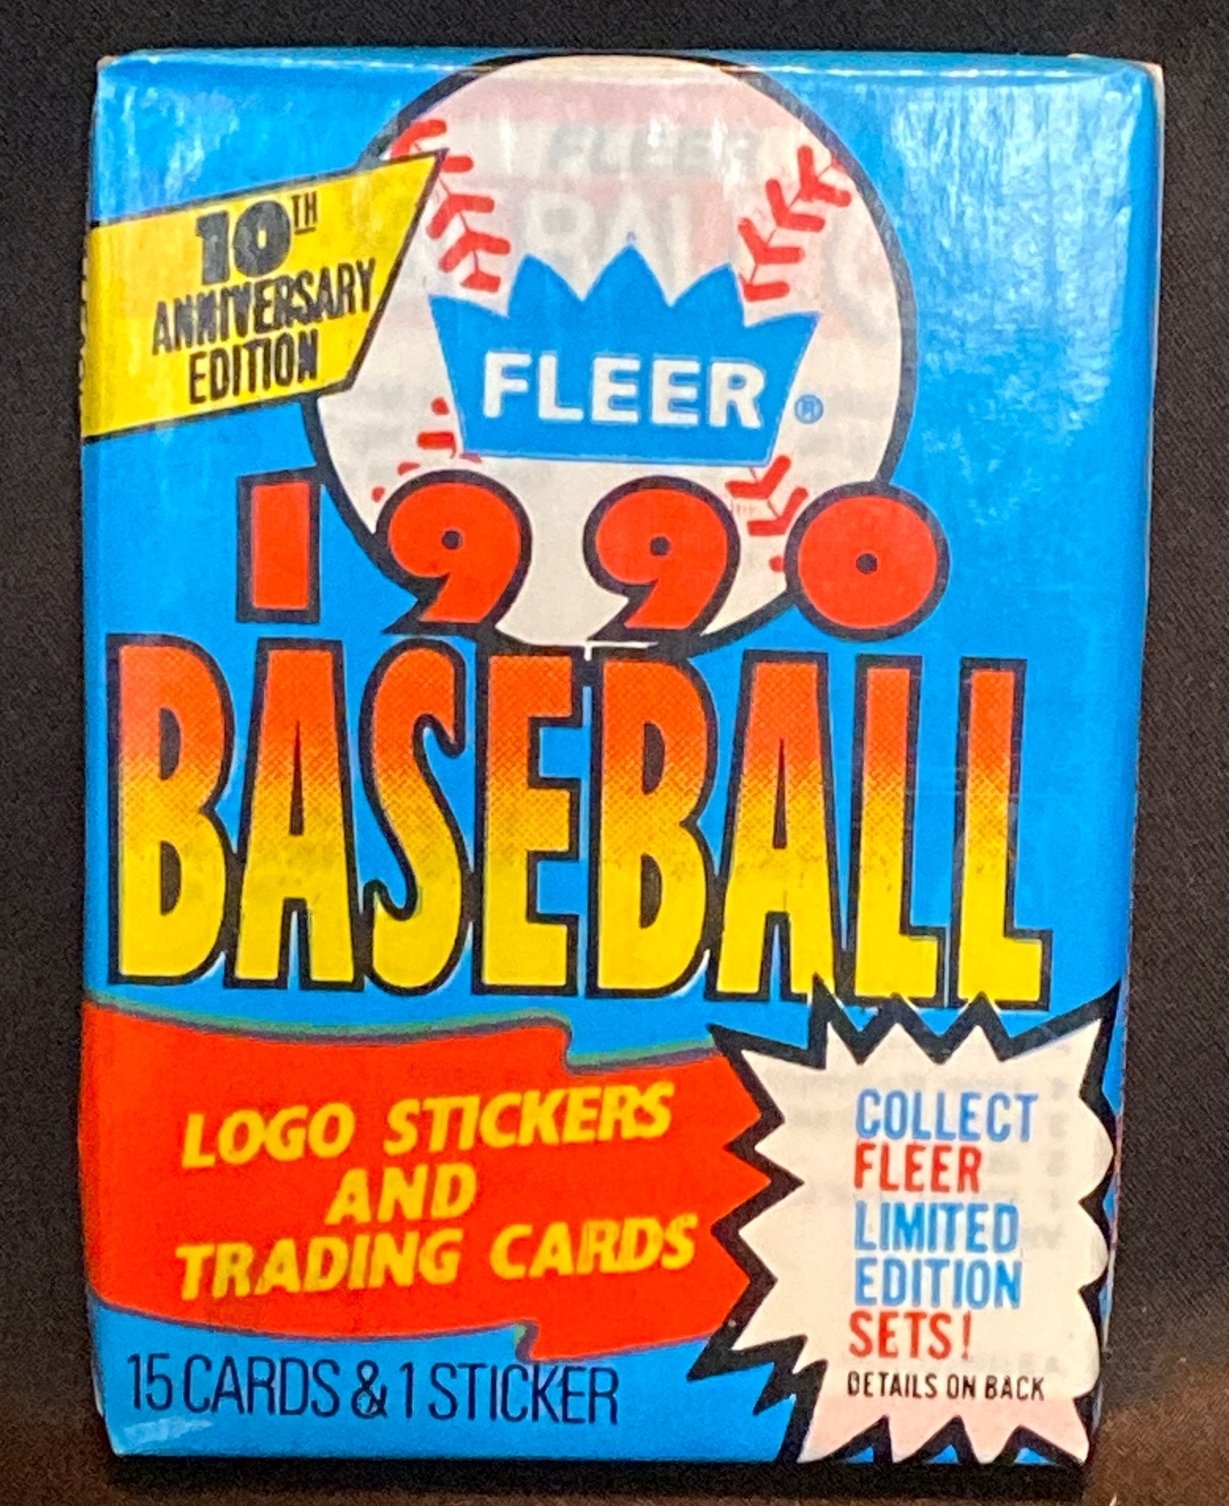 10TH
ANNIVERSARY
EDITION
FLEER®
1990
BASEBALL
LOGO STICKERS
AND
TRADING CARDS
15 CARDS & 1 STICKER
COLLECT
FLEER
LIMITED
EDITION
SETS!
DETAILS ON BACK